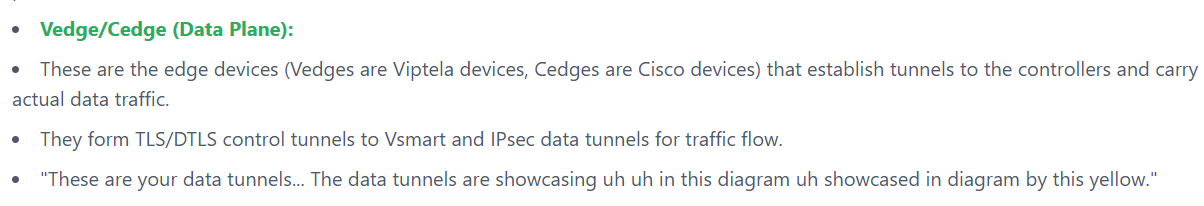 • Vedge/Cedge (Data Plane):
• These are the edge devices (Vedges are Viptela devices, Cedges are Cisco devices) that establish tunnels to the controllers and carry
actual data traffic.
• They form TLS/DTLS control tunnels to Vsmart and IPsec data tunnels for traffic flow.
• "These are your data tunnels... The data tunnels are showcasing uh uh in this diagram uh showcased in diagram by this yellow."